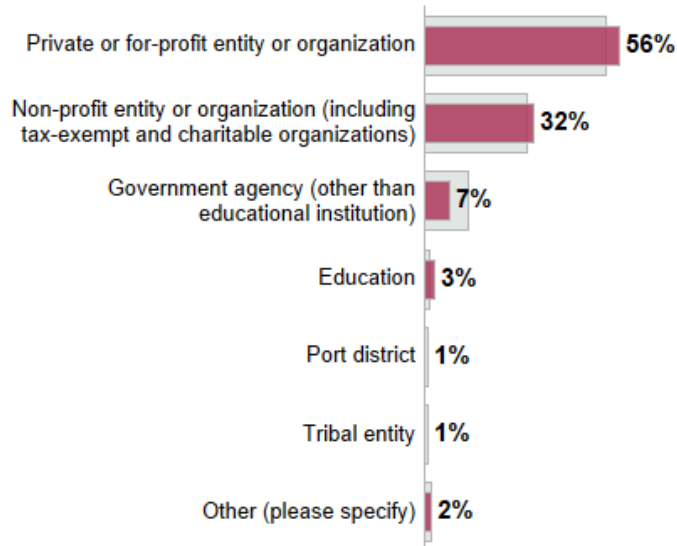 Private or for-profit entity or organization 56%
Non-profit entity or organization (including
tax-exempt and charitable organizations) 32%
Government agency (other than
educational institution) 7%
Education 3%
Port district 1%
Tribal entity 1%
Other (please specify) 2%